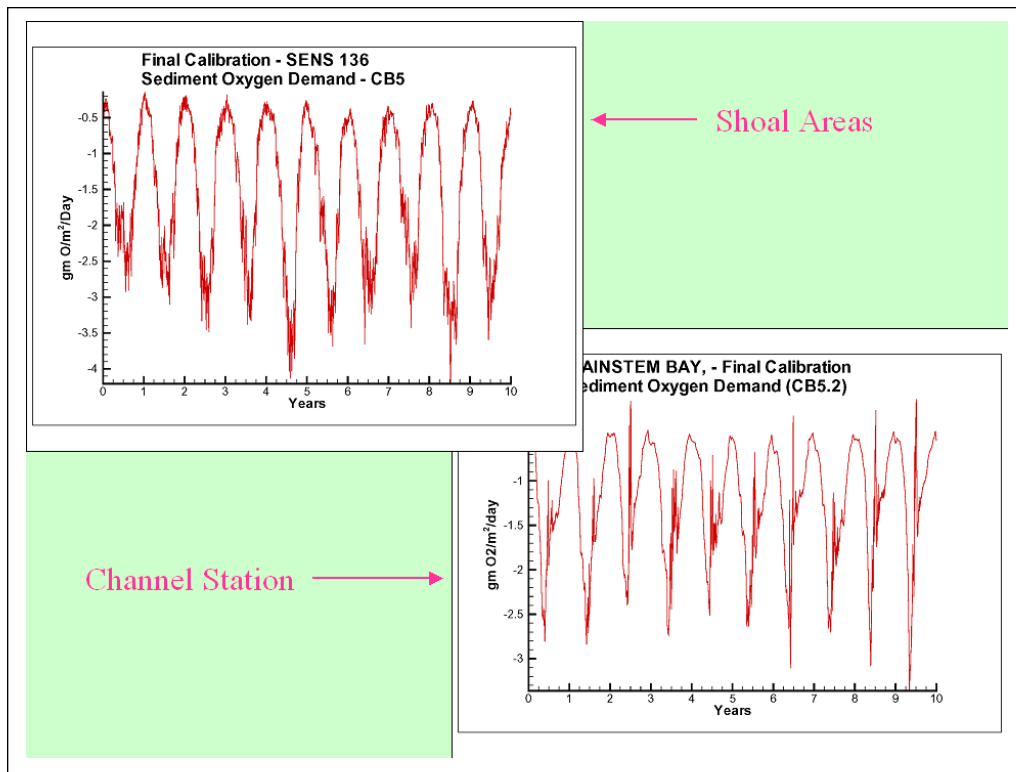 Final Calibration - SENS 136
Sediment Oxygen Demand - CB5
-0.5
-1
-1.5
-2
-2.5
-3
-3.5
-4
gm O/m²/Day
0 1 2 3 4 5 6 7 8 9 10
Years
Shoal Areas
AINSTEM BAY, - Final Calibration
ediment Oxygen Demand (CB5.2)
-1
-1.5
-2
-2.5
-3
gm O2/m²/day
0 1 2 3 4 5 6 7 8 9 10
Years
Channel Station